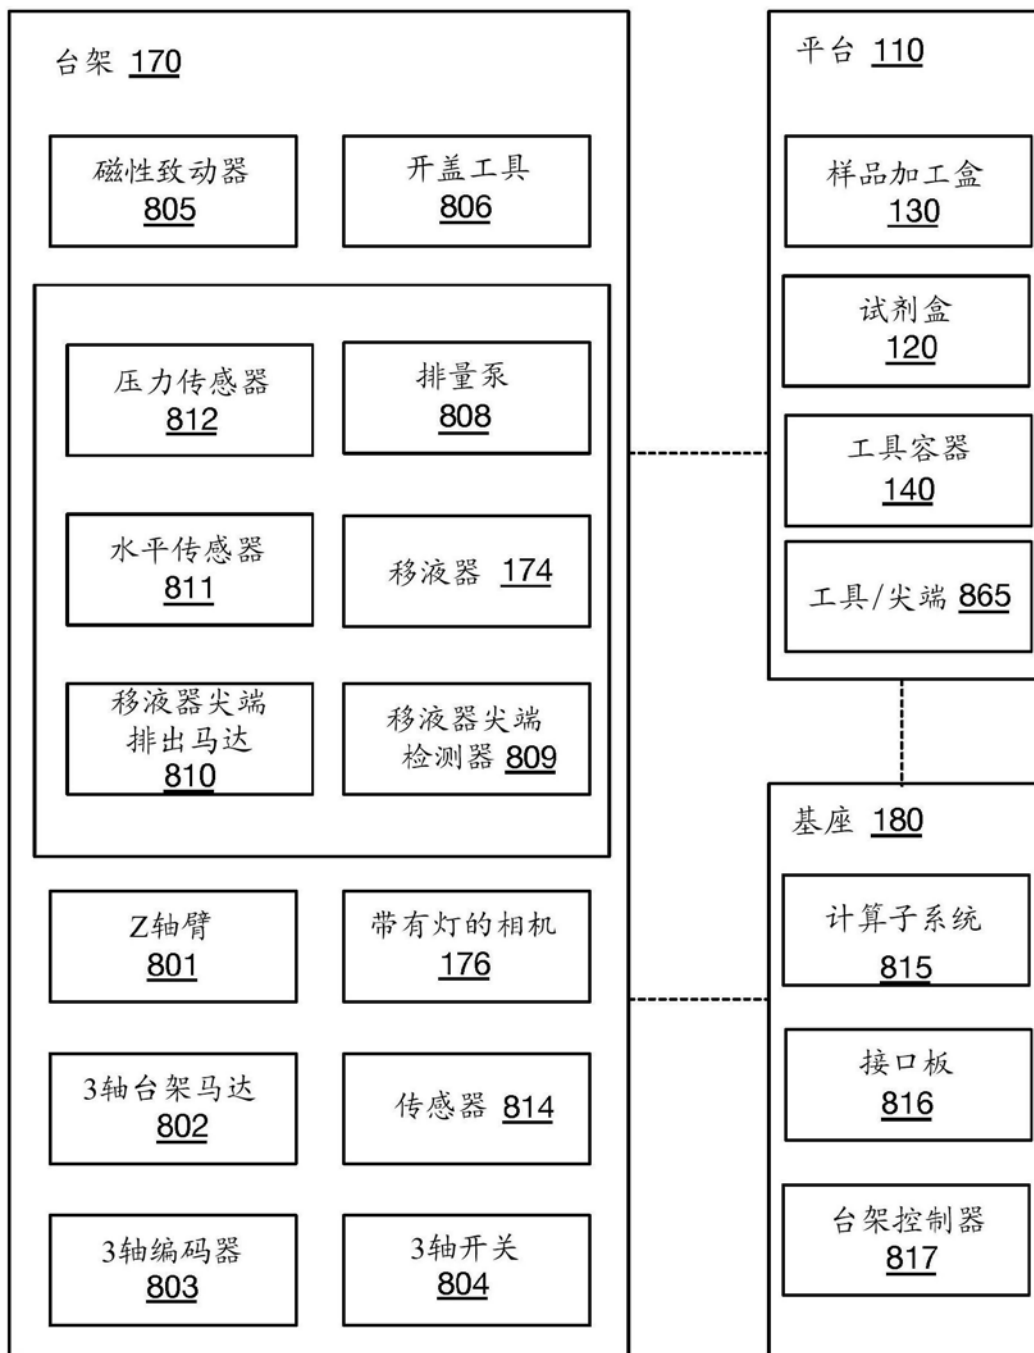 台架 170
磁性致动器
805
开盖工具
806
压力传感器
812
排量泵
808
水平传感器
811
移液器 174
移液器尖端
排出马达
810
移液器尖端
检测器 809
Z轴臂
801
带有灯的相机
176
3轴台架马达
802
传感器 814
3轴编码器
803
3轴开关
804
平台 110
样品加工盒
130
试剂盒
120
工具容器
140
工具/尖端 865
基座 180
计算子系统
815
接口板
816
台架控制器
817